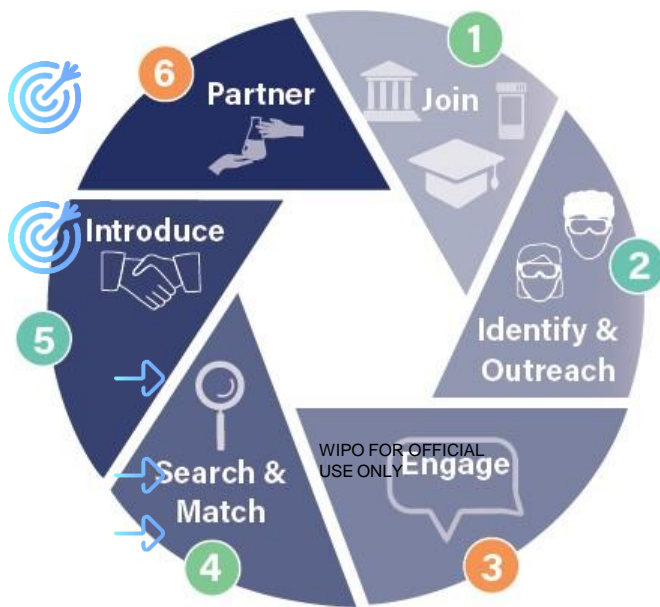 1
Join
2
Identify &
Outreach
3
Engage
WIPO FOR OFFICIAL
USE ONLY
4
Search &
Match
5
Introduce
6
Partner